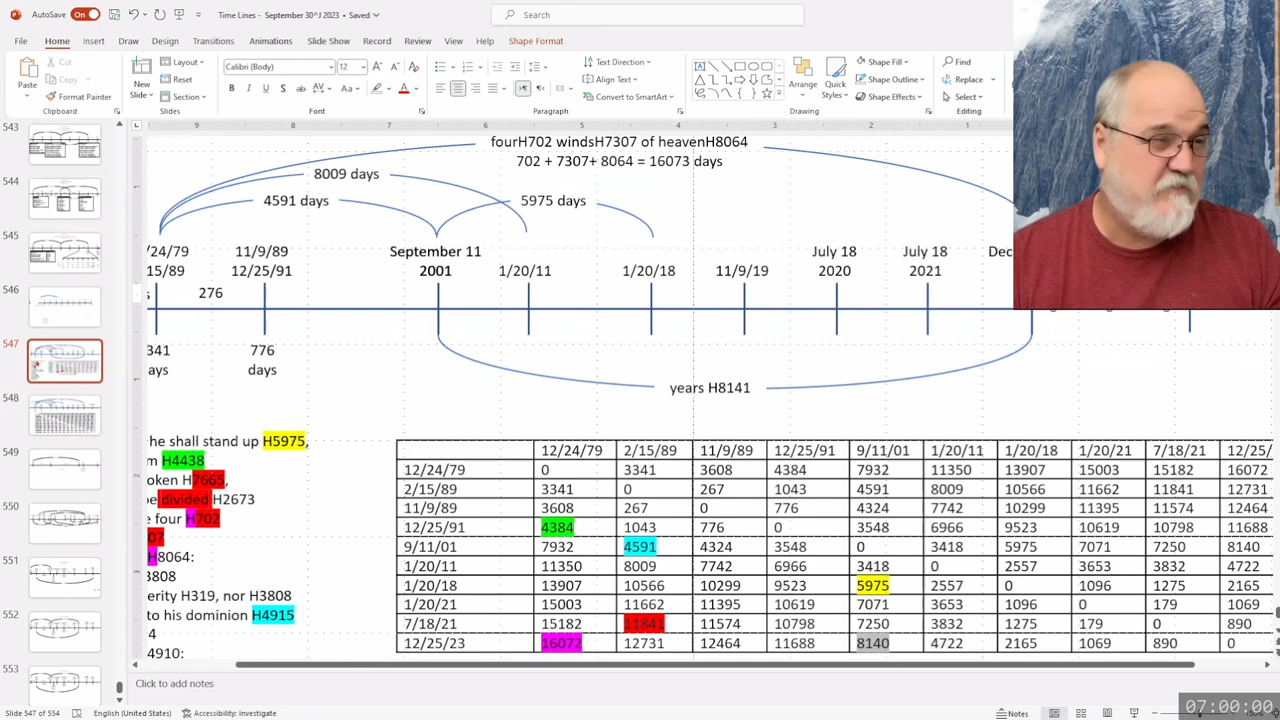 AutoSave On Time Lines - September 30^J 2023 • Saved Search
File Home Insert Draw Design Transitions Animations Slide Show Record Review View Help Shape Format
Paste Cut Copy Format Painter New Slide Layout Reset Section Calibri (Body) 12 Text Direction Align Text Convert to SmartArt Arrange Quick Styles Shape Fill Shape Outline Shape Effects Find Replace Select
Clipboard Slides Font Paragraph Drawing Editing
543
544
545
546
547
548
549
550
551
552
553
9 8 7 6 5 4 3 2 1 0
fourH702 windsH7307 of heavenH8064
702 + 7307+ 8064 = 16073 days
8009 days
4591 days 5975 days
/24/79 11/9/89 September 11 July 18 July 18 Dec
15/89 12/25/91 2001 1/20/11 1/20/18 11/9/19 2020 2021
s 276
341 776
ays days
years H8141
he shall stand up H5975,
m H4438
oken H7665,
be divided H2673
e four H702
07
H8064:
3808
erity H319, nor H3808
to his dominion H4915
4
4910:
12/24/79 2/15/89 11/9/89 12/25/91 9/11/01 1/20/11 1/20/18 1/20/21 7/18/21 12/25/
12/24/79 0 3341 3608 4384 7932 11350 13907 15003 15182 16072
2/15/89 3341 0 267 1043 4591 8009 10566 11662 11841 12731
11/9/89 3608 267 0 776 4324 7742 10299 11395 11574 12464
12/25/91 4384 1043 776 0 3548 6966 9523 10619 10798 11688
9/11/01 7932 4591 4324 3548 0 3418 5975 7071 7250 8140
1/20/11 11350 8009 7742 6966 3418 0 2557 3653 3832 4722
1/20/18 13907 10566 10299 9523 5975 2557 0 1096 1275 2165
1/20/21 15003 11662 11395 10619 7071 3653 1096 0 179 1069
7/18/21 15182 11841 11574 10798 7250 3832 1275 179 0 890
12/25/23 16072 12731 12464 11688 8140 4722 2165 1069 890 0
Click to add notes
Slide 547 of 554 English (United States) Accessibility: Investigate Notes
07:00:00